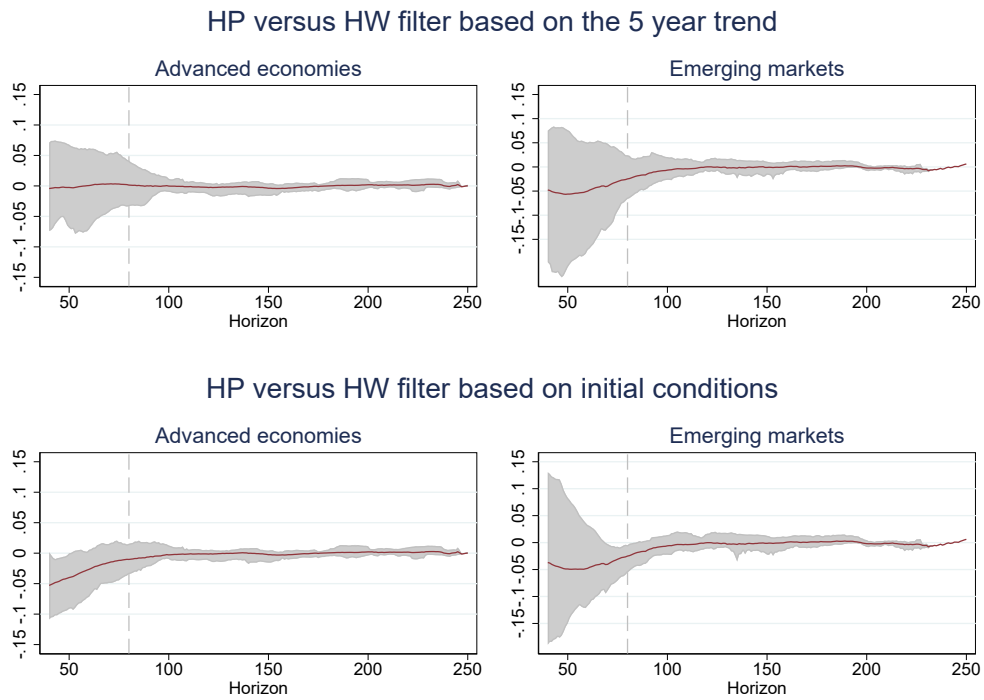 HP versus HW filter based on the 5 year trend
Advanced economies
.15
.1
.05
0
-.05
-.1
-.15
50 100 150 200 250
Horizon
Emerging markets
.15
.1
.05
0
-.05
-.1
-.15
50 100 150 200 250
Horizon
HP versus HW filter based on initial conditions
Advanced economies
.15
.1
.05
0
-.05
-.1
-.15
50 100 150 200 250
Horizon
Emerging markets
.15
.1
.05
0
-.05
-.1
-.15
50 100 150 200 250
Horizon